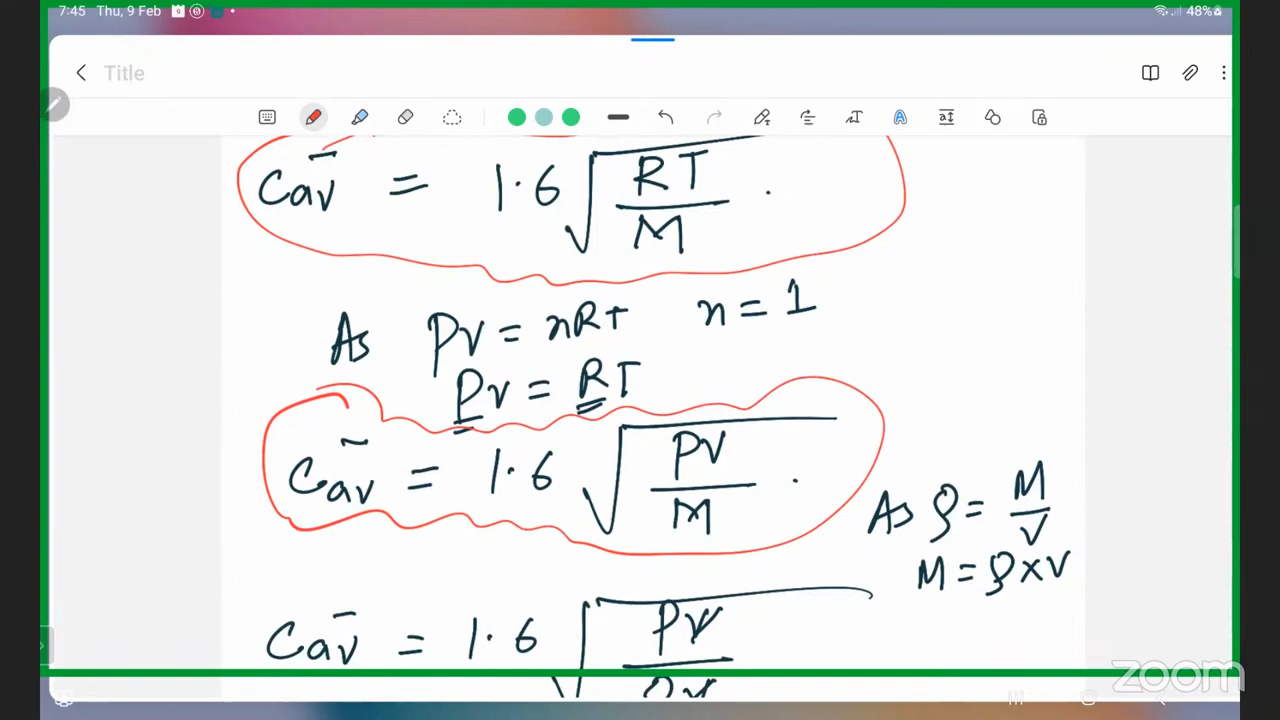 7:45 Thu, 9 Feb
48%
Title
Cav = 1.6 √(RT/M) .
As PV = nRT n = 1
PV = RT
Cav = 1.6 √(PV/M) .
As ρ = M/V
M = ρ×V
Cav = 1.6 √(PV/ρV)
zoom